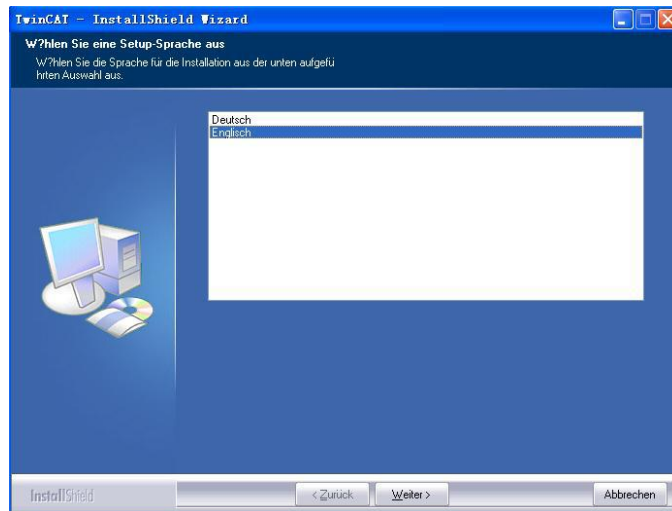 TwinCAT - InstallShield Wizard
W?hlen Sie eine Setup-Sprache aus
W?hlen Sie die Sprache für die Installation aus der unten aufgefü
hrten Auswahl aus.
Deutsch
Englisch
InstallShield
< Zurück
Weiter >
Abbrechen